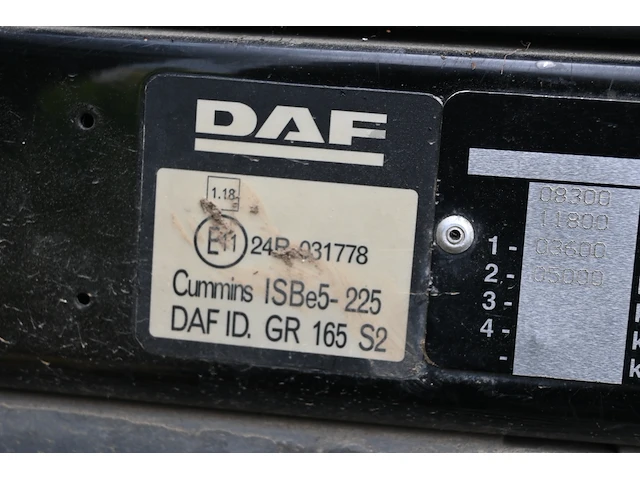 DAF
1.18
E11 24R-031778
Cummins ISBe5-225
DAF ID. GR 165 S2
08300
11800
1 - 03600
2 - 05000
3 -
4 -
-
k
k